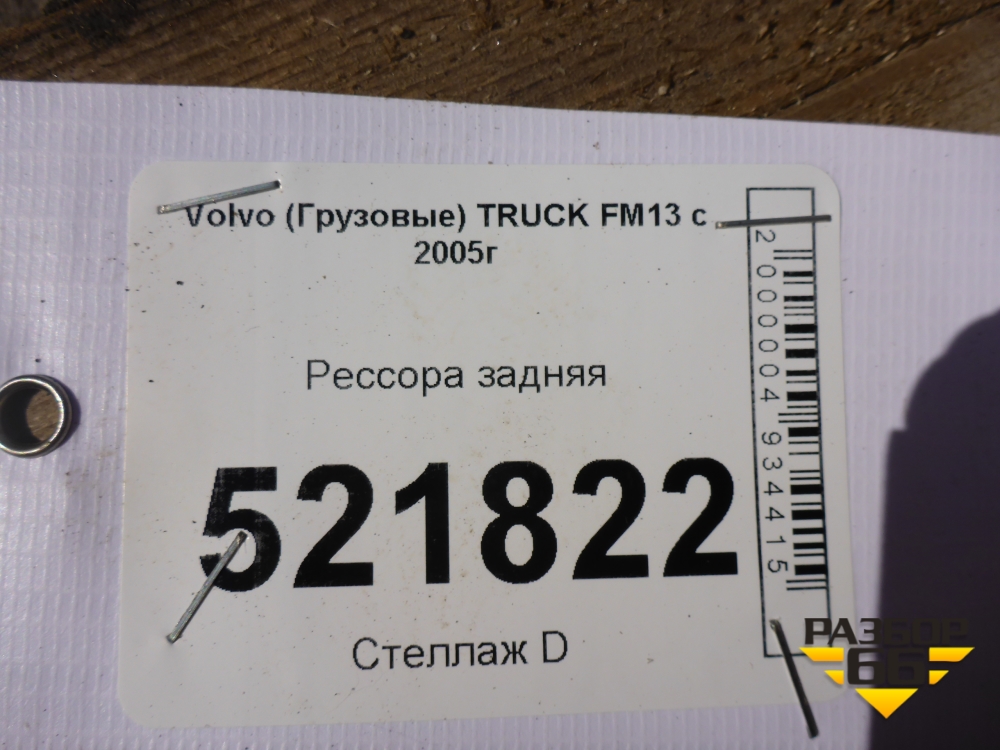 Volvo (Грузовые) TRUCK FM13 с
2005г
Рессора задняя
521822
Стеллаж D
2000004934415
РАЗБОР
66